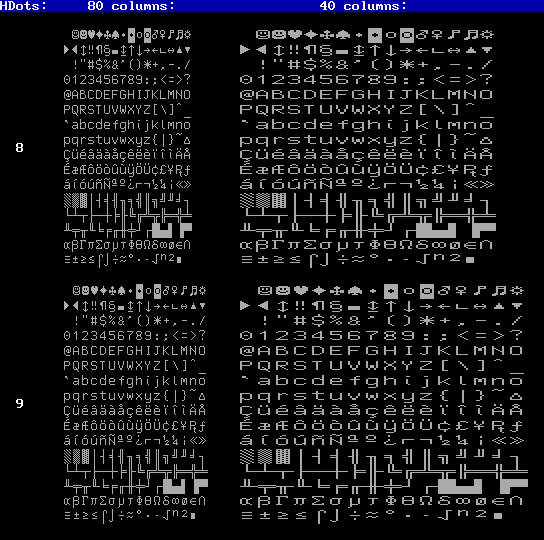 HDots: 80 columns: 40 columns:
☺☻♥♦♣♠•◘○◙♂♀♪♫☼ ☺☻♥♦♣♠•◘○◙♂♀♪♫☼
►◄↕‼¶§▬↨↑↓→←∟↔▲▼ ►◄↕‼¶§▬↨↑↓→←∟↔▲▼
!"#$%&'()*+,-./ !"#$%&'()*+,-./
0123456789:;<=>? 0123456789:;<=>?
@ABCDEFGHIJKLMNO @ABCDEFGHIJKLMNO
PQRSTUVWXYZ[\]^_ PQRSTUVWXYZ[\]^_
`abcdefghijklmno `abcdefghijklmno
8 pqrstuvwxyz{|}~⌂ pqrstuvwxyz{|}~⌂
ÇüéâäàåçêëèïîìÄÅ ÇüéâäàåçêëèïîìÄÅ
ÉæÆôöòûùÿÖÜ¢£¥₧ƒ ÉæÆôöòûùÿÖÜ¢£¥₧ƒ
áíóúñÑªº¿⌐¬½¼¡«» áíóúñÑªº¿⌐¬½¼¡«»
░▒▓│┤╡╢╖╕╣║╗╝╜╛┐ ░▒▓│┤╡╢╖╕╣║╗╝╜╛┐
└┴┬├─┼╞╟╚╔╩╦╠═╬╧ └┴┬├─┼╞╟╚╔╩╦╠═╬╧
╨╤╥╙╘╒╓╫╪┘┌█▄▌▐▀ ╨╤╥╙╘╒╓╫╪┘┌█▄▌▐▀
αßΓπΣσµτΦΘΩδ∞φε∩ αßΓπΣσµτΦΘΩδ∞φε∩
≡±≥≤⌠⌡÷≈°∙·√ⁿ²■ ≡±≥≤⌠⌡÷≈°∙·√ⁿ²■
☺☻♥♦♣♠•◘○◙♂♀♪♫☼ ☺☻♥♦♣♠•◘○◙♂♀♪♫☼
►◄↕‼¶§▬↨↑↓→←∟↔▲▼ ►◄↕‼¶§▬↨↑↓→←∟↔▲▼
!"#$%&'()*+,-./ !"#$%&'()*+,-./
0123456789:;<=>? 0123456789:;<=>?
@ABCDEFGHIJKLMNO @ABCDEFGHIJKLMNO
PQRSTUVWXYZ[\]^_ PQRSTUVWXYZ[\]^_
`abcdefghijklmno `abcdefghijklmno
9 pqrstuvwxyz{|}~⌂ pqrstuvwxyz{|}~⌂
ÇüéâäàåçêëèïîìÄÅ ÇüéâäàåçêëèïîìÄÅ
ÉæÆôöòûùÿÖÜ¢£¥₧ƒ ÉæÆôöòûùÿÖÜ¢£¥₧ƒ
áíóúñÑªº¿⌐¬½¼¡«» áíóúñÑªº¿⌐¬½¼¡«»
░▒▓│┤╡╢╖╕╣║╗╝╜╛┐ ░▒▓│┤╡╢╖╕╣║╗╝╜╛┐
└┴┬├─┼╞╟╚╔╩╦╠═╬╧ └┴┬├─┼╞╟╚╔╩╦╠═╬╧
╨╤╥╙╘╒╓╫╪┘┌█▄▌▐▀ ╨╤╥╙╘╒╓╫╪┘┌█▄▌▐▀
αßΓπΣσµτΦΘΩδ∞φε∩ αßΓπΣσµτΦΘΩδ∞φε∩
≡±≥≤⌠⌡÷≈°∙·√ⁿ²■ ≡±≥≤⌠⌡÷≈°∙·√ⁿ²■